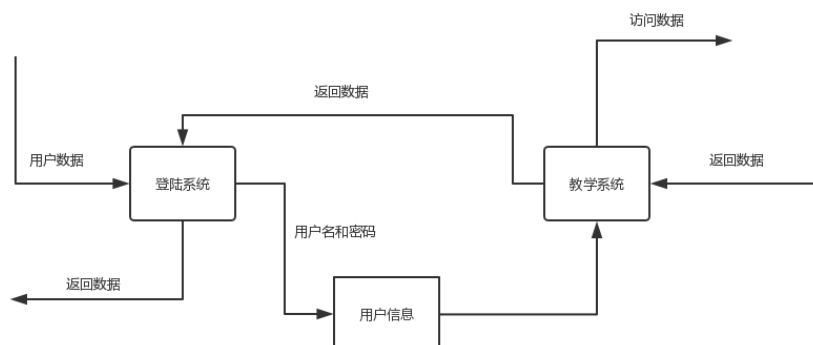 访问数据
返回数据
用户数据
登陆系统
教学系统
返回数据
用户名和密码
返回数据
用户信息